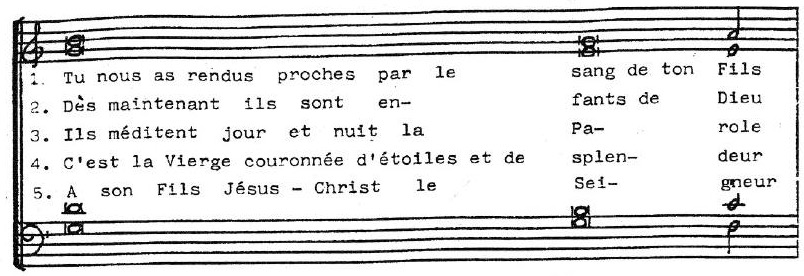 1. Tu nous as rendus proches par le sang de ton Fils
2. Dès maintenant ils sont en- fants de Dieu
3. Ils méditent jour et nuit la Pa- role
4. C'est la Vierge couronnée d'étoiles et de splen- deur
5. A son Fils Jésus - Christ le Sei- gneur